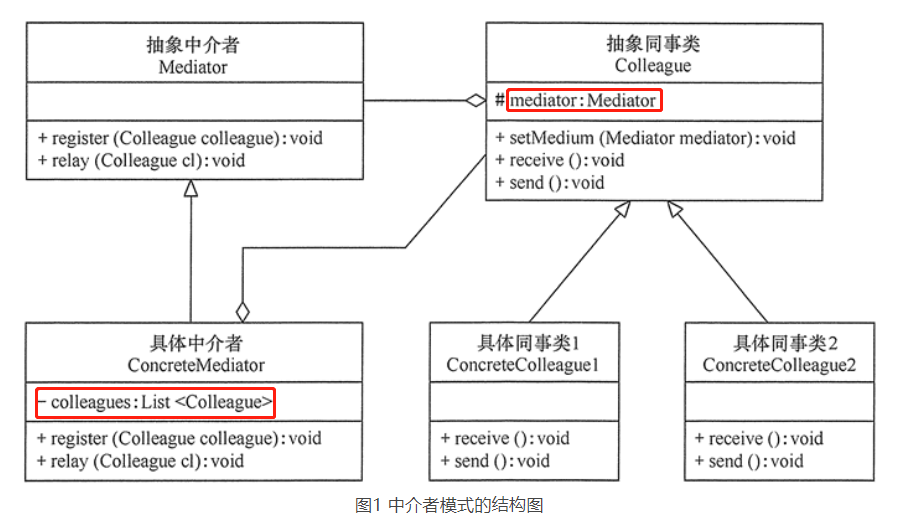 抽象中介者
Mediator
+ register (Colleague colleague):void
+ relay (Colleague cl):void
抽象同事类
Colleague
# mediator:Mediator
+ setMedium (Mediator mediator):void
+ receive ():void
+ send ():void
具体中介者
ConcreteMediator
− colleagues:List <Colleague>
+ register (Colleague colleague):void
+ relay (Colleague cl):void
具体同事类1
ConcreteColleague1
+ receive ():void
+ send ():void
具体同事类2
ConcreteColleague2
+ receive ():void
+ send ():void
图1 中介者模式的结构图